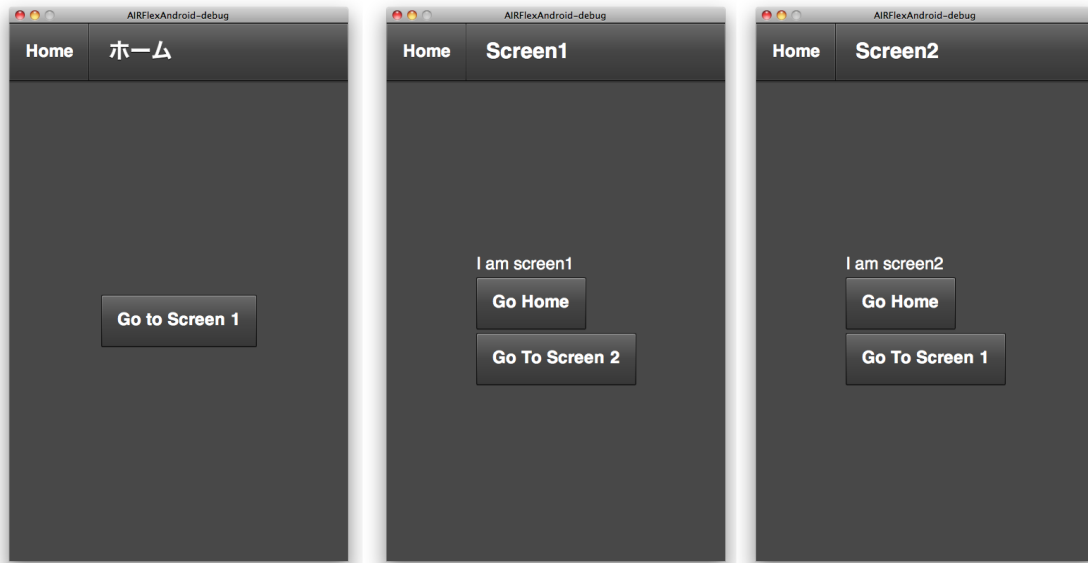 AIRFlexAndroid-debug
Home ホーム
Go to Screen 1
AIRFlexAndroid-debug
Home Screen1
I am screen1
Go Home
Go To Screen 2
AIRFlexAndroid-debug
Home Screen2
I am screen2
Go Home
Go To Screen 1